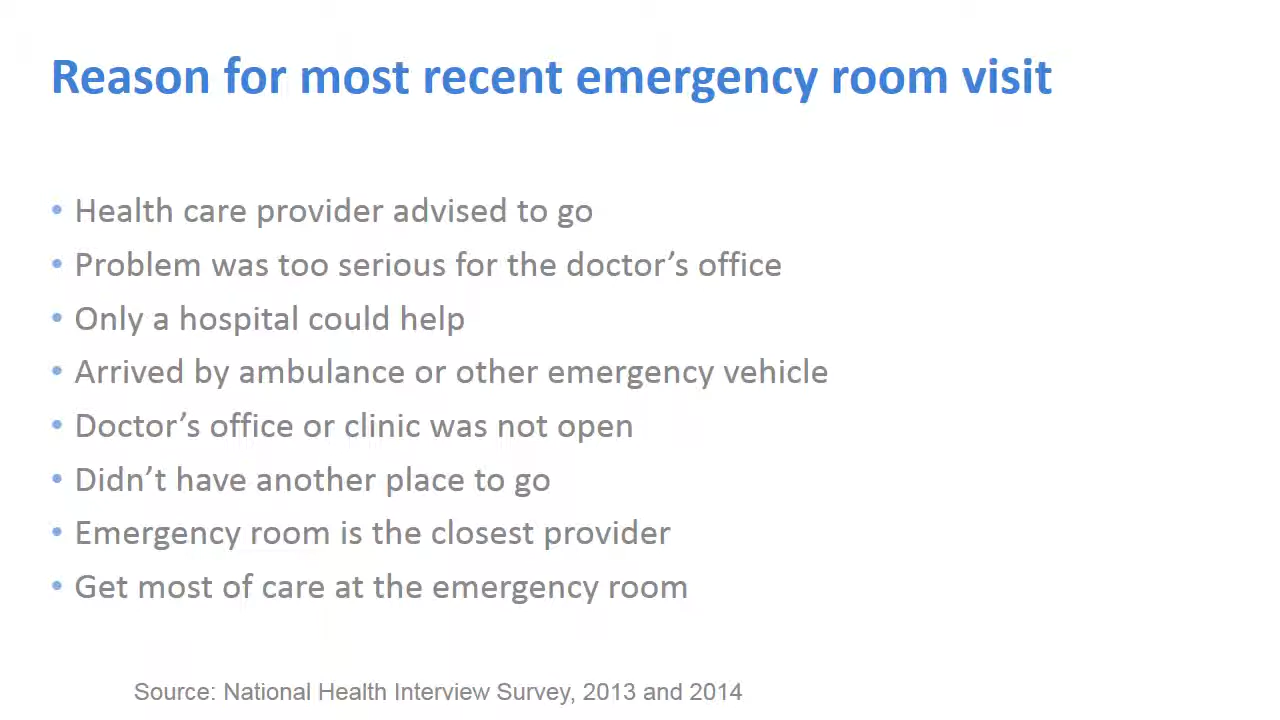 Reason for most recent emergency room visit
• Health care provider advised to go
• Problem was too serious for the doctor’s office
• Only a hospital could help
• Arrived by ambulance or other emergency vehicle
• Doctor’s office or clinic was not open
• Didn’t have another place to go
• Emergency room is the closest provider
• Get most of care at the emergency room
Source: National Health Interview Survey, 2013 and 2014